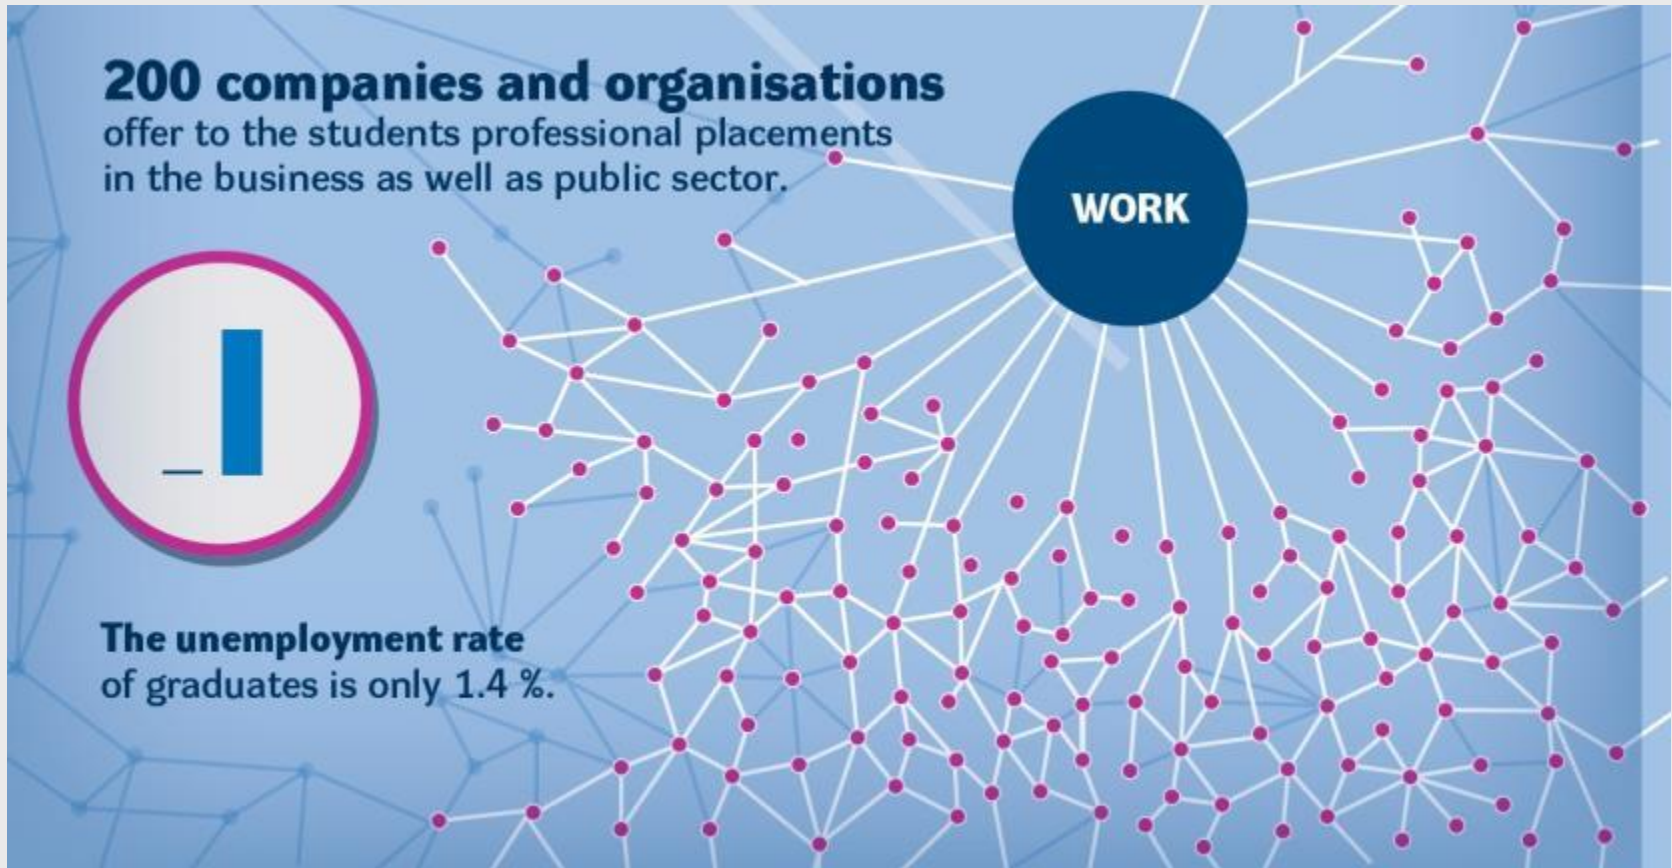 200 companies and organisations
offer to the students professional placements
in the business as well as public sector.
WORK
The unemployment rate
of graduates is only 1.4 %.